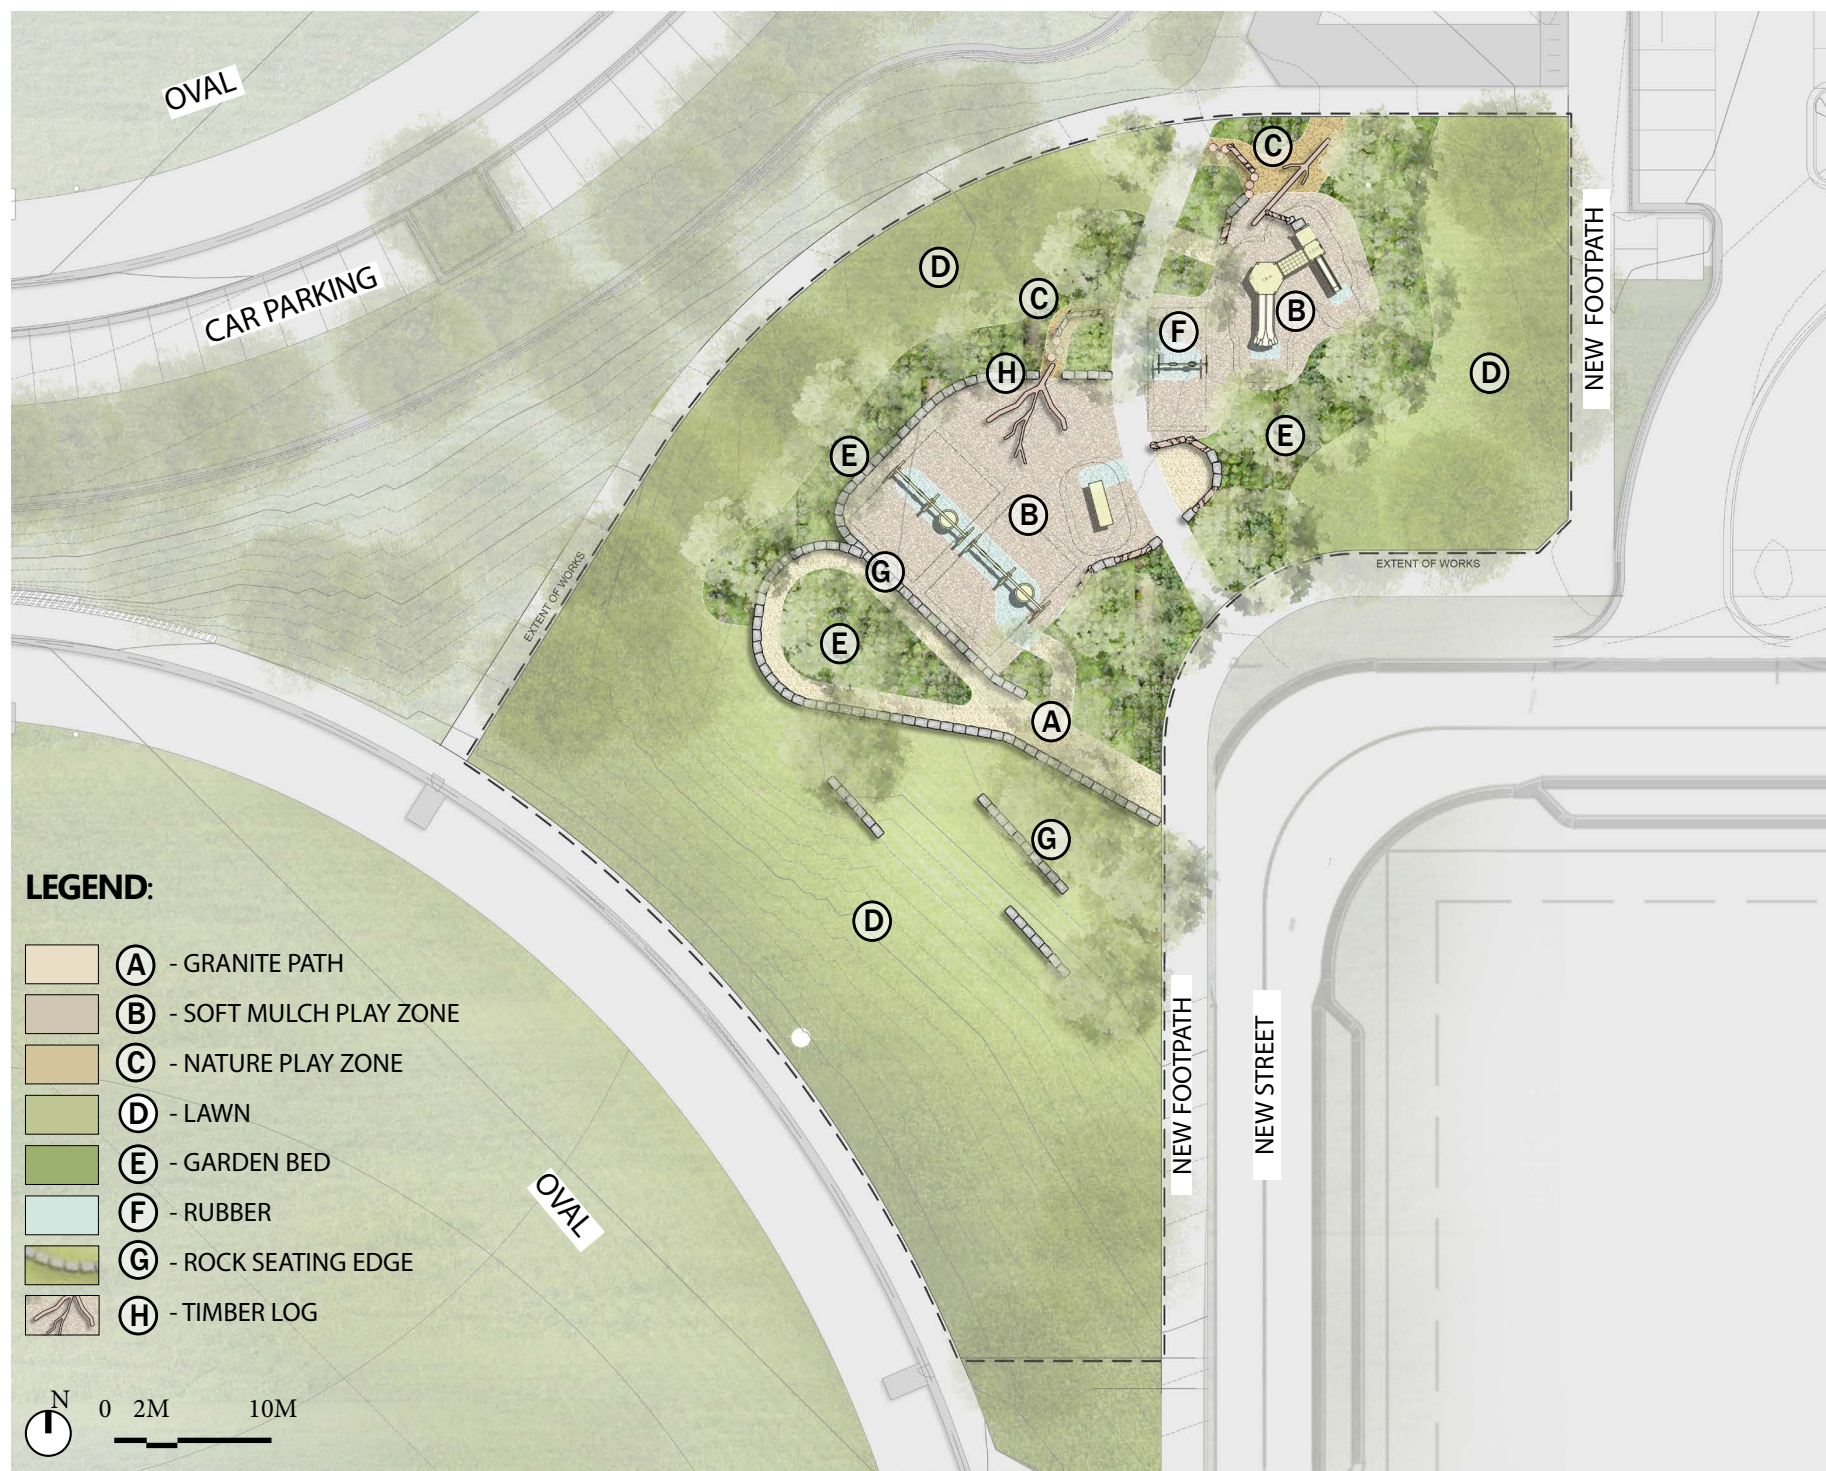 OVAL
CAR PARKING
C
D
C
B
F
NEW FOOTPATH
H
D
E
E
B
EXTENT OF WORKS
G
EXTENT OF WORKS
E
A
G
D
LEGEND:
A - GRANITE PATH
B - SOFT MULCH PLAY ZONE
C - NATURE PLAY ZONE
D - LAWN
E - GARDEN BED
F - RUBBER
G - ROCK SEATING EDGE
H - TIMBER LOG
OVAL
NEW FOOTPATH
NEW STREET
N
0 2M 10M